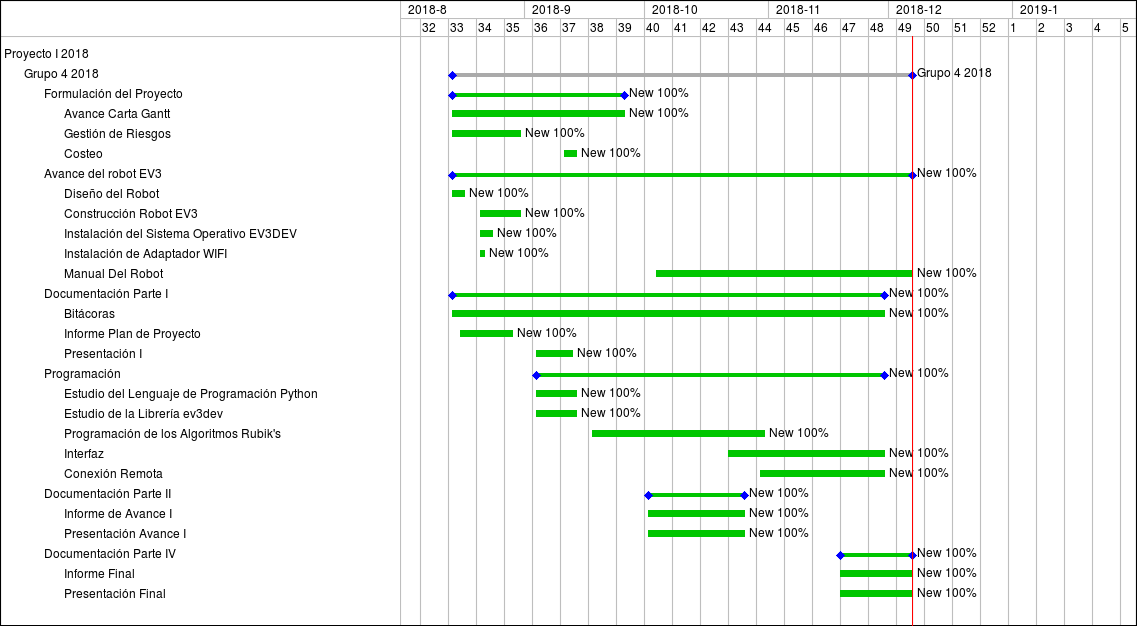 2018-8 2018-9 2018-10 2018-11 2018-12 2019-1
32 33 34 35 36 37 38 39 40 41 42 43 44 45 46 47 48 49 50 51 52 1 2 3 4 5
Proyecto I 2018
Grupo 4 2018 Grupo 4 2018
Formulación del Proyecto New 100%
Avance Carta Gantt New 100%
Gestión de Riesgos New 100%
Costeo New 100%
Avance del robot EV3 New 100%
Diseño del Robot New 100%
Construcción Robot EV3 New 100%
Instalación del Sistema Operativo EV3DEV New 100%
Instalación de Adaptador WIFI New 100%
Manual Del Robot New 100%
Documentación Parte I New 100%
Bitácoras New 100%
Informe Plan de Proyecto New 100%
Presentación I New 100%
Programación New 100%
Estudio del Lenguaje de Programación Python New 100%
Estudio de la Librería ev3dev New 100%
Programación de los Algoritmos Rubik's New 100%
Interfaz New 100%
Conexión Remota New 100%
Documentación Parte II New 100%
Informe de Avance I New 100%
Presentación Avance I New 100%
Documentación Parte IV New 100%
Informe Final New 100%
Presentación Final New 100%